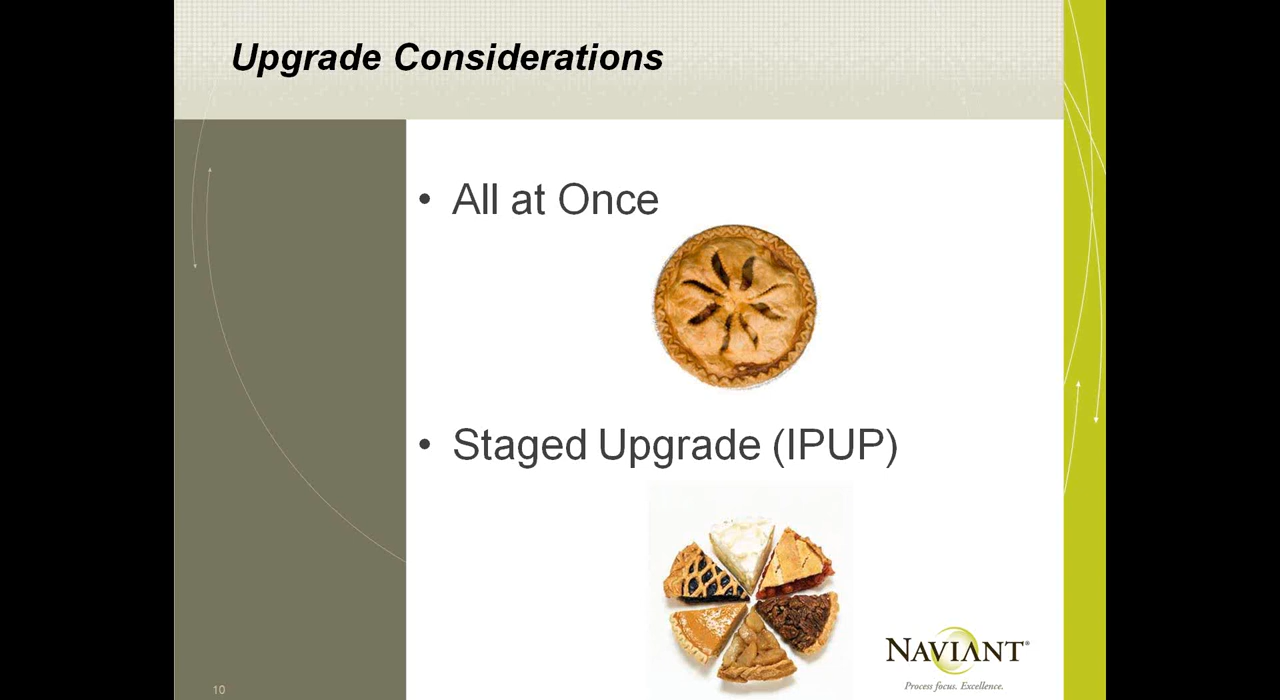 Upgrade Considerations
• All at Once
• Staged Upgrade (IPUP)
NAVIANT®
Process focus. Excellence.
10